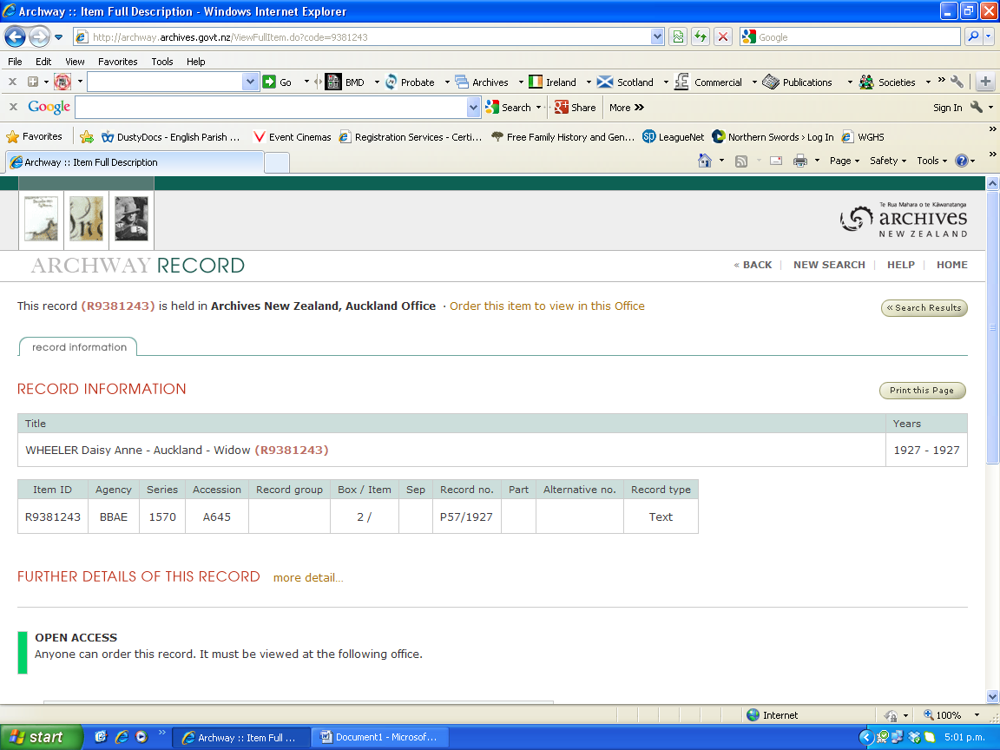 Archway :: Item Full Description - Windows Internet Explorer
http://archway.archives.govt.nz/ViewFullItem.do?code=9381243
Google
File Edit View Favorites Tools Help
Go BMD Probate Archives Ireland Scotland Commercial Publications Societies »
Google Search Share More » Sign In
Favorites DustyDocs - English Parish ... Event Cinemas Registration Services - Certi... Free Family History and Gen... LeagueNet Northern Swords › Log In WGHS »
Archway :: Item Full Description Page Safety Tools »
Te Rua Mahara o te Kāwanatanga
ARCHIVES
NEW ZEALAND
ARCHWAY RECORD
« BACK | NEW SEARCH | HELP | HOME
This record (R9381243) is held in Archives New Zealand, Auckland Office · Order this item to view in this Office
« Search Results
record information
RECORD INFORMATION
Print this Page
Title Years
WHEELER Daisy Anne - Auckland - Widow (R9381243) 1927 - 1927
Item ID Agency Series Accession Record group Box / Item Sep Record no. Part Alternative no. Record type
R9381243 BBAE 1570 A645 2 / P57/1927 Text
FURTHER DETAILS OF THIS RECORD more detail...
OPEN ACCESS
Anyone can order this record. It must be viewed at the following office.
Internet 100%
start » Archway :: Item Full ... Document1 - Microsof... 5:01 p.m.